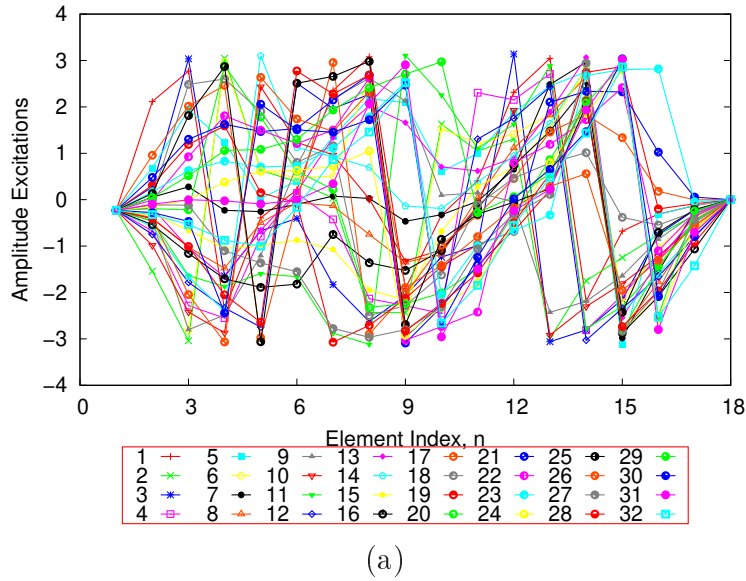 4
3
2
1
0
−1
−2
−3
−4
Amplitude Excitations
0 3 6 9 12 15 18
Element Index, n
1 5 9 13 17 21 25 29
2 6 10 14 18 22 26 30
3 7 11 15 19 23 27 31
4 8 12 16 20 24 28 32
(a)